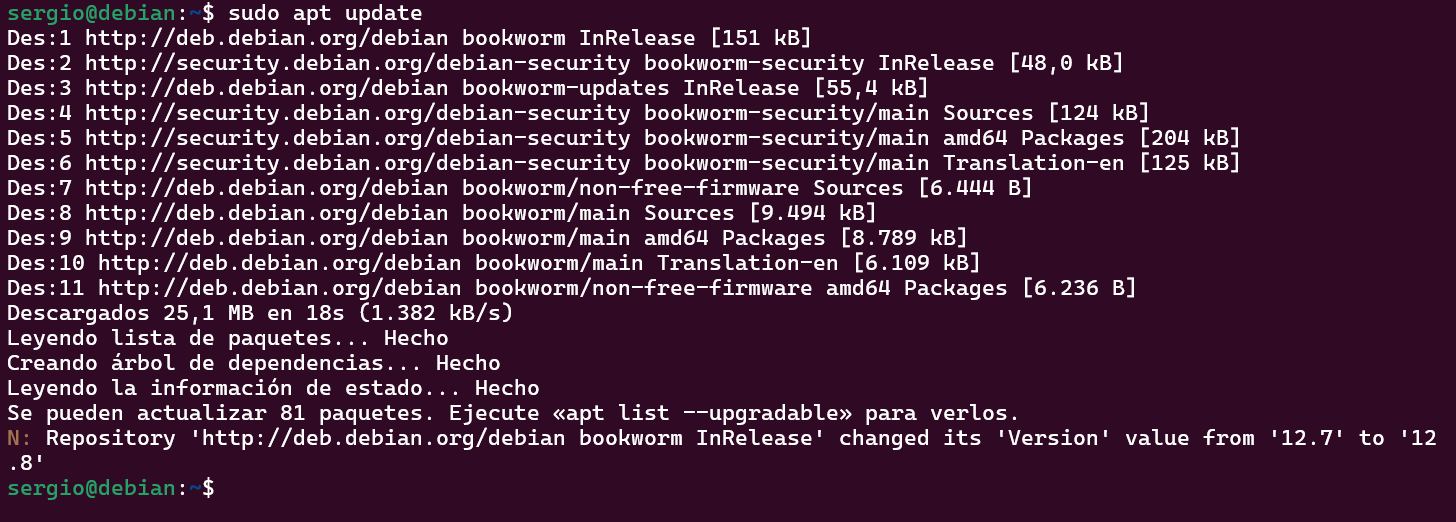 sergio@debian:~$ sudo apt update
Des:1 http://deb.debian.org/debian bookworm InRelease [151 kB]
Des:2 http://security.debian.org/debian-security bookworm-security InRelease [48,0 kB]
Des:3 http://deb.debian.org/debian bookworm-updates InRelease [55,4 kB]
Des:4 http://security.debian.org/debian-security bookworm-security/main Sources [124 kB]
Des:5 http://security.debian.org/debian-security bookworm-security/main amd64 Packages [204 kB]
Des:6 http://security.debian.org/debian-security bookworm-security/main Translation-en [125 kB]
Des:7 http://deb.debian.org/debian bookworm/non-free-firmware Sources [6.444 B]
Des:8 http://deb.debian.org/debian bookworm/main Sources [9.494 kB]
Des:9 http://deb.debian.org/debian bookworm/main amd64 Packages [8.789 kB]
Des:10 http://deb.debian.org/debian bookworm/main Translation-en [6.109 kB]
Des:11 http://deb.debian.org/debian bookworm/non-free-firmware amd64 Packages [6.236 B]
Descargados 25,1 MB en 18s (1.382 kB/s)
Leyendo lista de paquetes... Hecho
Creando árbol de dependencias... Hecho
Leyendo la información de estado... Hecho
Se pueden actualizar 81 paquetes. Ejecute «apt list --upgradable» para verlos.
N: Repository 'http://deb.debian.org/debian bookworm InRelease' changed its 'Version' value from '12.7' to '12
.8'
sergio@debian:~$